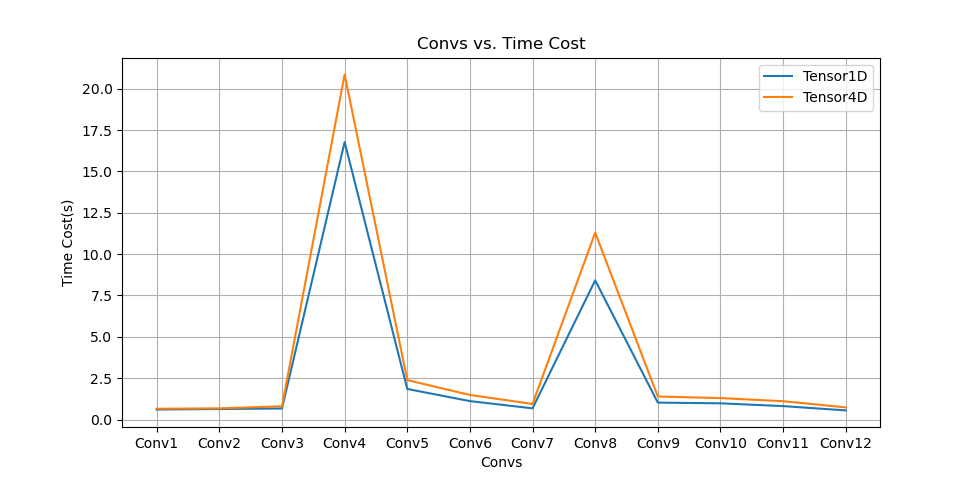 Convs vs. Time Cost
Tensor1D
Tensor4D
Time Cost(s)
20.0
17.5
15.0
12.5
10.0
7.5
5.0
2.5
0.0
Conv1 Conv2 Conv3 Conv4 Conv5 Conv6 Conv7 Conv8 Conv9 Conv10 Conv11 Conv12
Convs